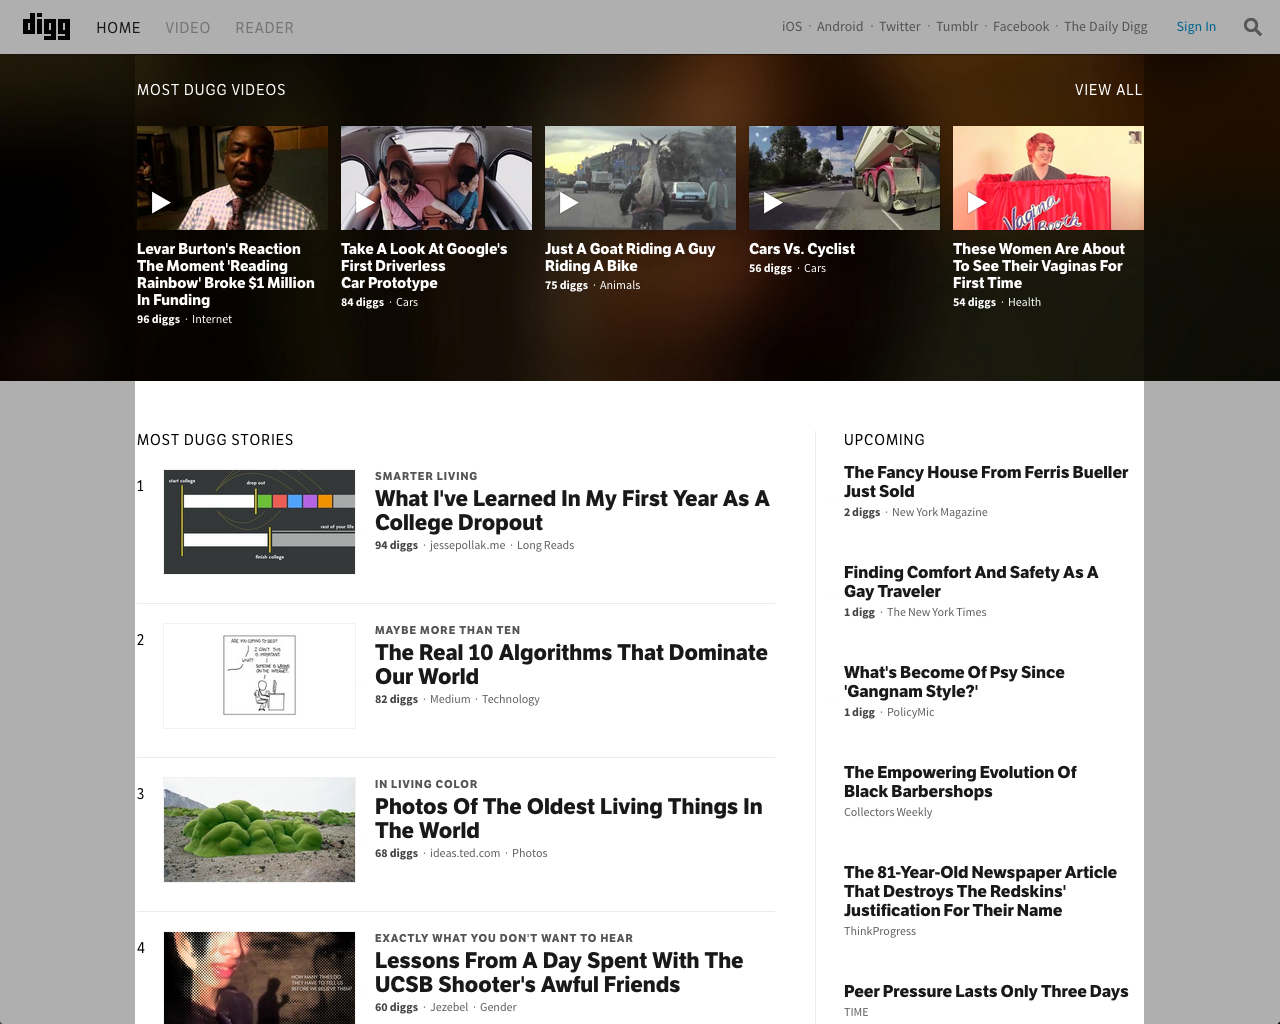 digg
HOME
VIDEO
READER
iOS · Android · Twitter · Tumblr · Facebook · The Daily Digg
Sign In
MOST DUGG VIDEOS
VIEW ALL
Levar Burton's Reaction
The Moment 'Reading
Rainbow' Broke $1 Million
In Funding
96 diggs · Internet
Take A Look At Google's
First Driverless
Car Prototype
84 diggs · Cars
Just A Goat Riding A Guy
Riding A Bike
75 diggs · Animals
Cars Vs. Cyclist
56 diggs · Cars
Vagina
Booth
These Women Are About
To See Their Vaginas For
First Time
54 diggs · Health
MOST DUGG STORIES
1
start college
drop out
rest of your life
finish college
SMARTER LIVING
What I've Learned In My First Year As A
College Dropout
94 diggs · jessepollak.me · Long Reads
2
ARE YOU COMING TO BED?
I CAN'T. THIS
IS IMPORTANT.
WHAT?
SOMEONE IS WRONG
ON THE INTERNET.
MAYBE MORE THAN TEN
The Real 10 Algorithms That Dominate
Our World
82 diggs · Medium · Technology
3
IN LIVING COLOR
Photos Of The Oldest Living Things In
The World
68 diggs · ideas.ted.com · Photos
4
HOW MANY TIMES DO
THEY HAVE TO TELL US
BEFORE WE BELIEVE THEM?
EXACTLY WHAT YOU DON'T WANT TO HEAR
Lessons From A Day Spent With The
UCSB Shooter's Awful Friends
60 diggs · Jezebel · Gender
UPCOMING
The Fancy House From Ferris Bueller
Just Sold
2 diggs · New York Magazine
Finding Comfort And Safety As A
Gay Traveler
1 digg · The New York Times
What's Become Of Psy Since
'Gangnam Style?'
1 digg · PolicyMic
The Empowering Evolution Of
Black Barbershops
Collectors Weekly
The 81-Year-Old Newspaper Article
That Destroys The Redskins'
Justification For Their Name
ThinkProgress
Peer Pressure Lasts Only Three Days
TIME